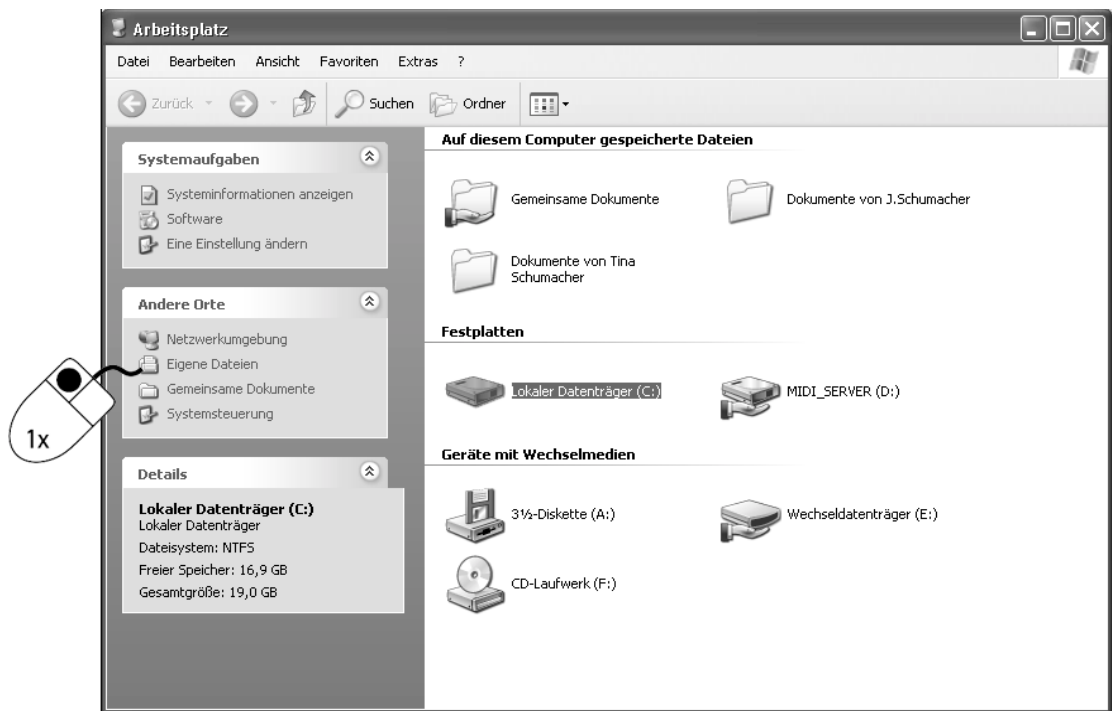 Arbeitsplatz
Datei Bearbeiten Ansicht Favoriten Extras ?
Zurück Suchen Ordner
Systemaufgaben
Systeminformationen anzeigen
Software
Eine Einstellung ändern
Andere Orte
Netzwerkumgebung
Eigene Dateien
Gemeinsame Dokumente
Systemsteuerung
1x
Details
Lokaler Datenträger (C:)
Lokaler Datenträger
Dateisystem: NTFS
Freier Speicher: 16,9 GB
Gesamtgröße: 19,0 GB
Auf diesem Computer gespeicherte Dateien
Gemeinsame Dokumente
Dokumente von J.Schumacher
Dokumente von Tina
Schumacher
Festplatten
Lokaler Datenträger (C:)
MIDI_SERVER (D:)
Geräte mit Wechselmedien
3½-Diskette (A:)
Wechseldatenträger (E:)
CD-Laufwerk (F:)